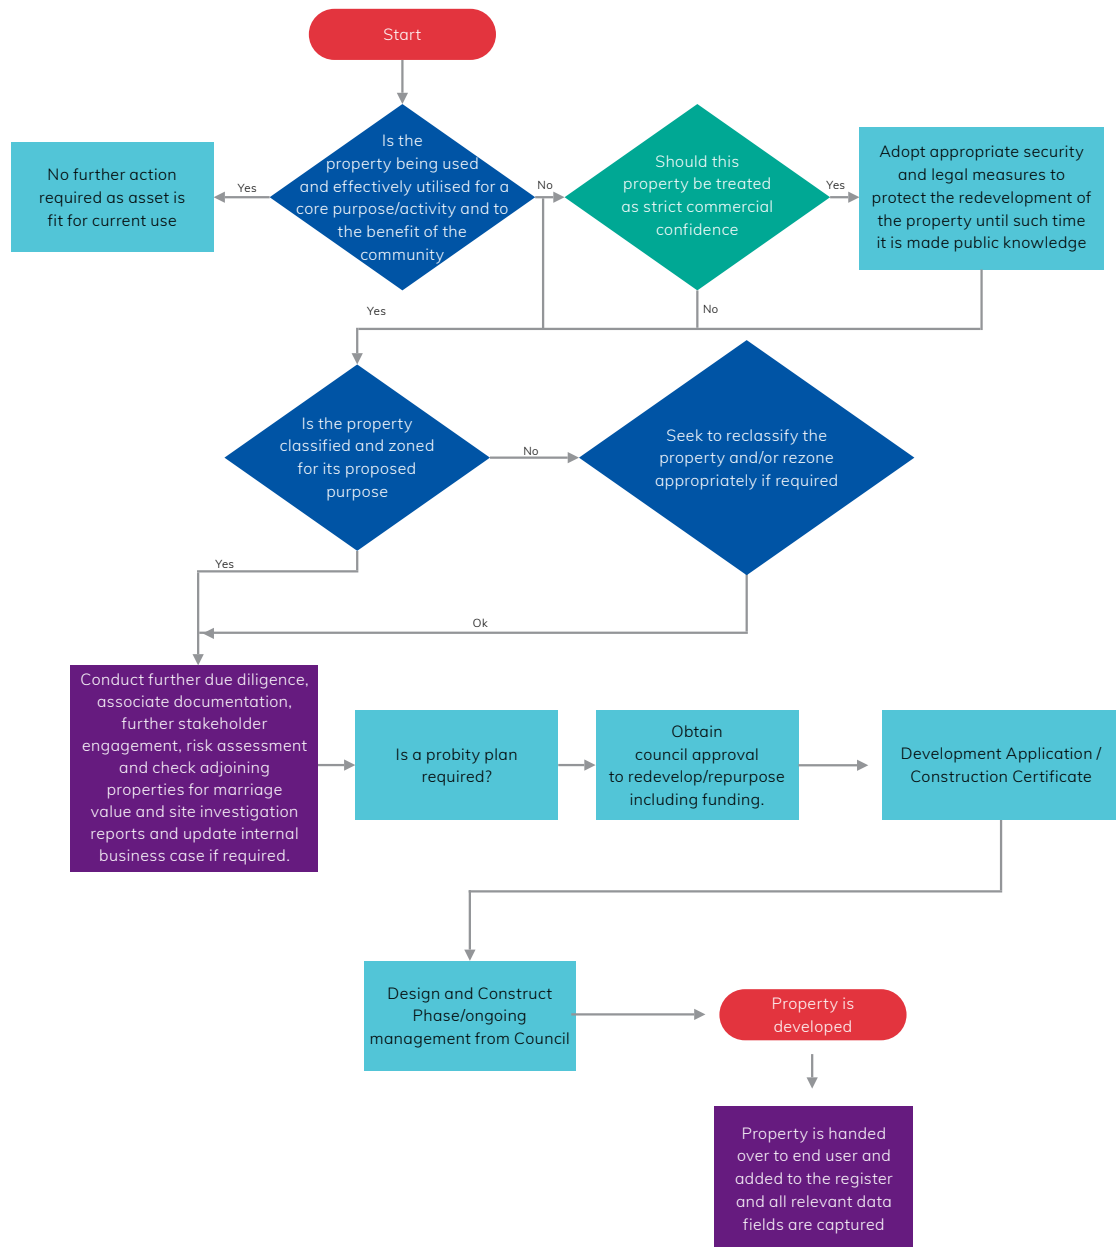 Start
Is the
property being used
and effectively utilised for a
core purpose/activity and to
the benefit of the
community
Yes
No further action
required as asset is
fit for current use
No
Should this
property be treated
as strict commercial
confidence
Yes
Adopt appropriate security
and legal measures to
protect the redevelopment of
the property until such time
it is made public knowledge
No
Yes
Is the property
classified and zoned
for its proposed
purpose
No
Seek to reclassify the
property and/or rezone
appropriately if required
Yes
Ok
Conduct further due diligence,
associate documentation,
further stakeholder
engagement, risk assessment
and check adjoining
properties for marriage
value and site investigation
reports and update internal
business case if required.
Is a probity plan
required?
Obtain
council approval
to redevelop/repurpose
including funding.
Development Application /
Construction Certificate
Design and Construct
Phase/ongoing
management from Council
Property is
developed
Property is handed
over to end user and
added to the register
and all relevant data
fields are captured